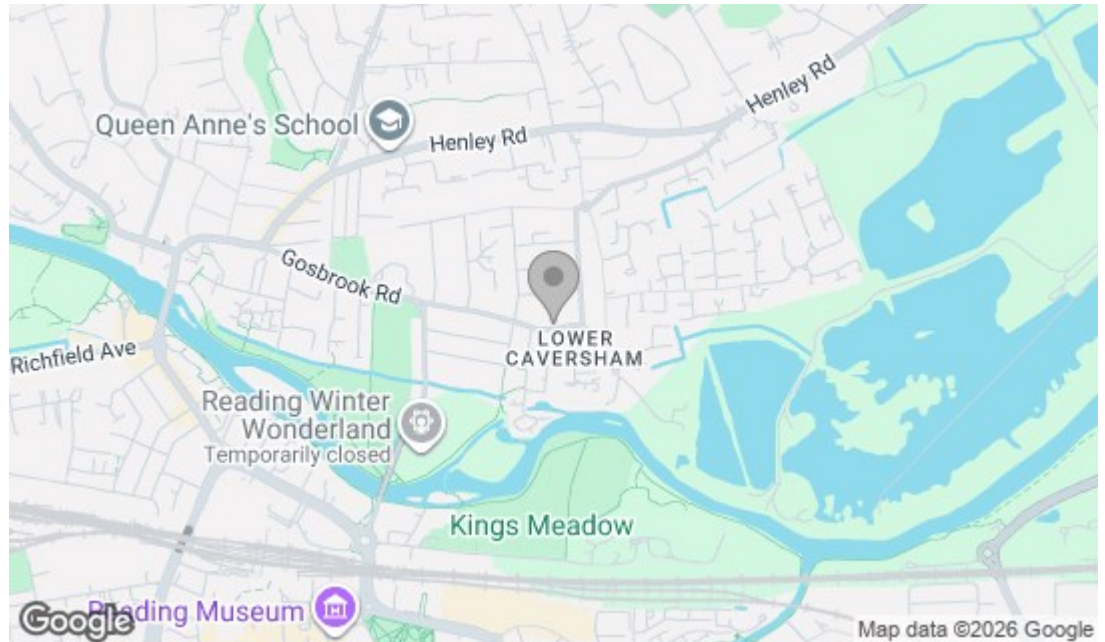 Queen Anne's School
Henley Rd
Henley Rd
Gosbrook Rd
LOWER
CAVERSHAM
Richfield Ave
Reading Winter
Wonderland
Temporarily closed
Kings Meadow
Reading Museum
Google
Map data ©2026 Google